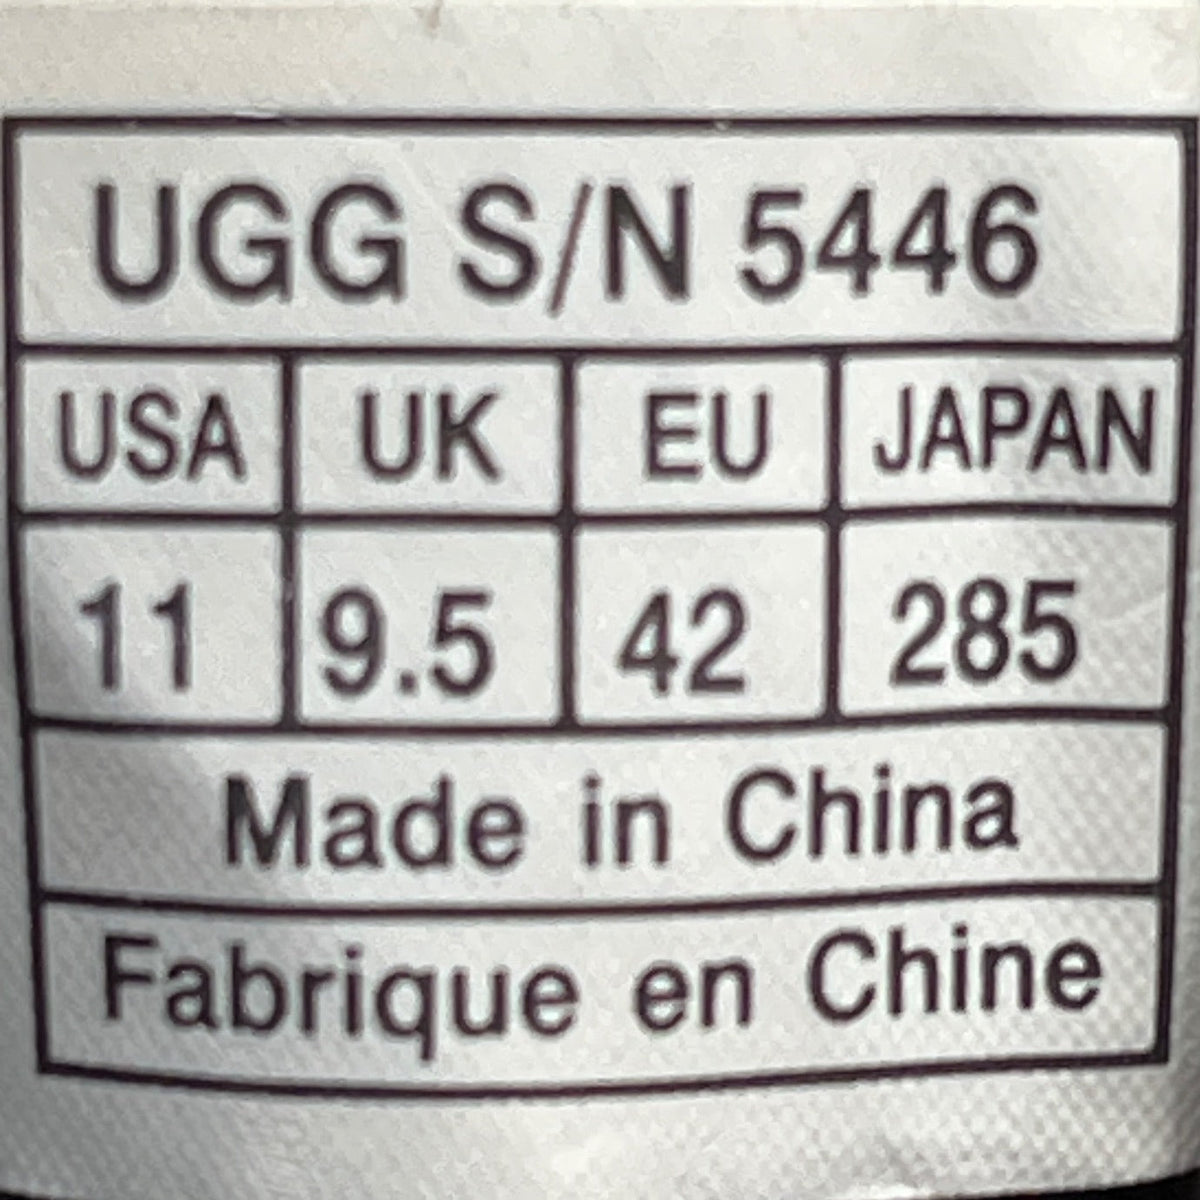 UGG S/N 5446
USA UK EU JAPAN
11 9.5 42 285
Made in China
Fabrique en Chine